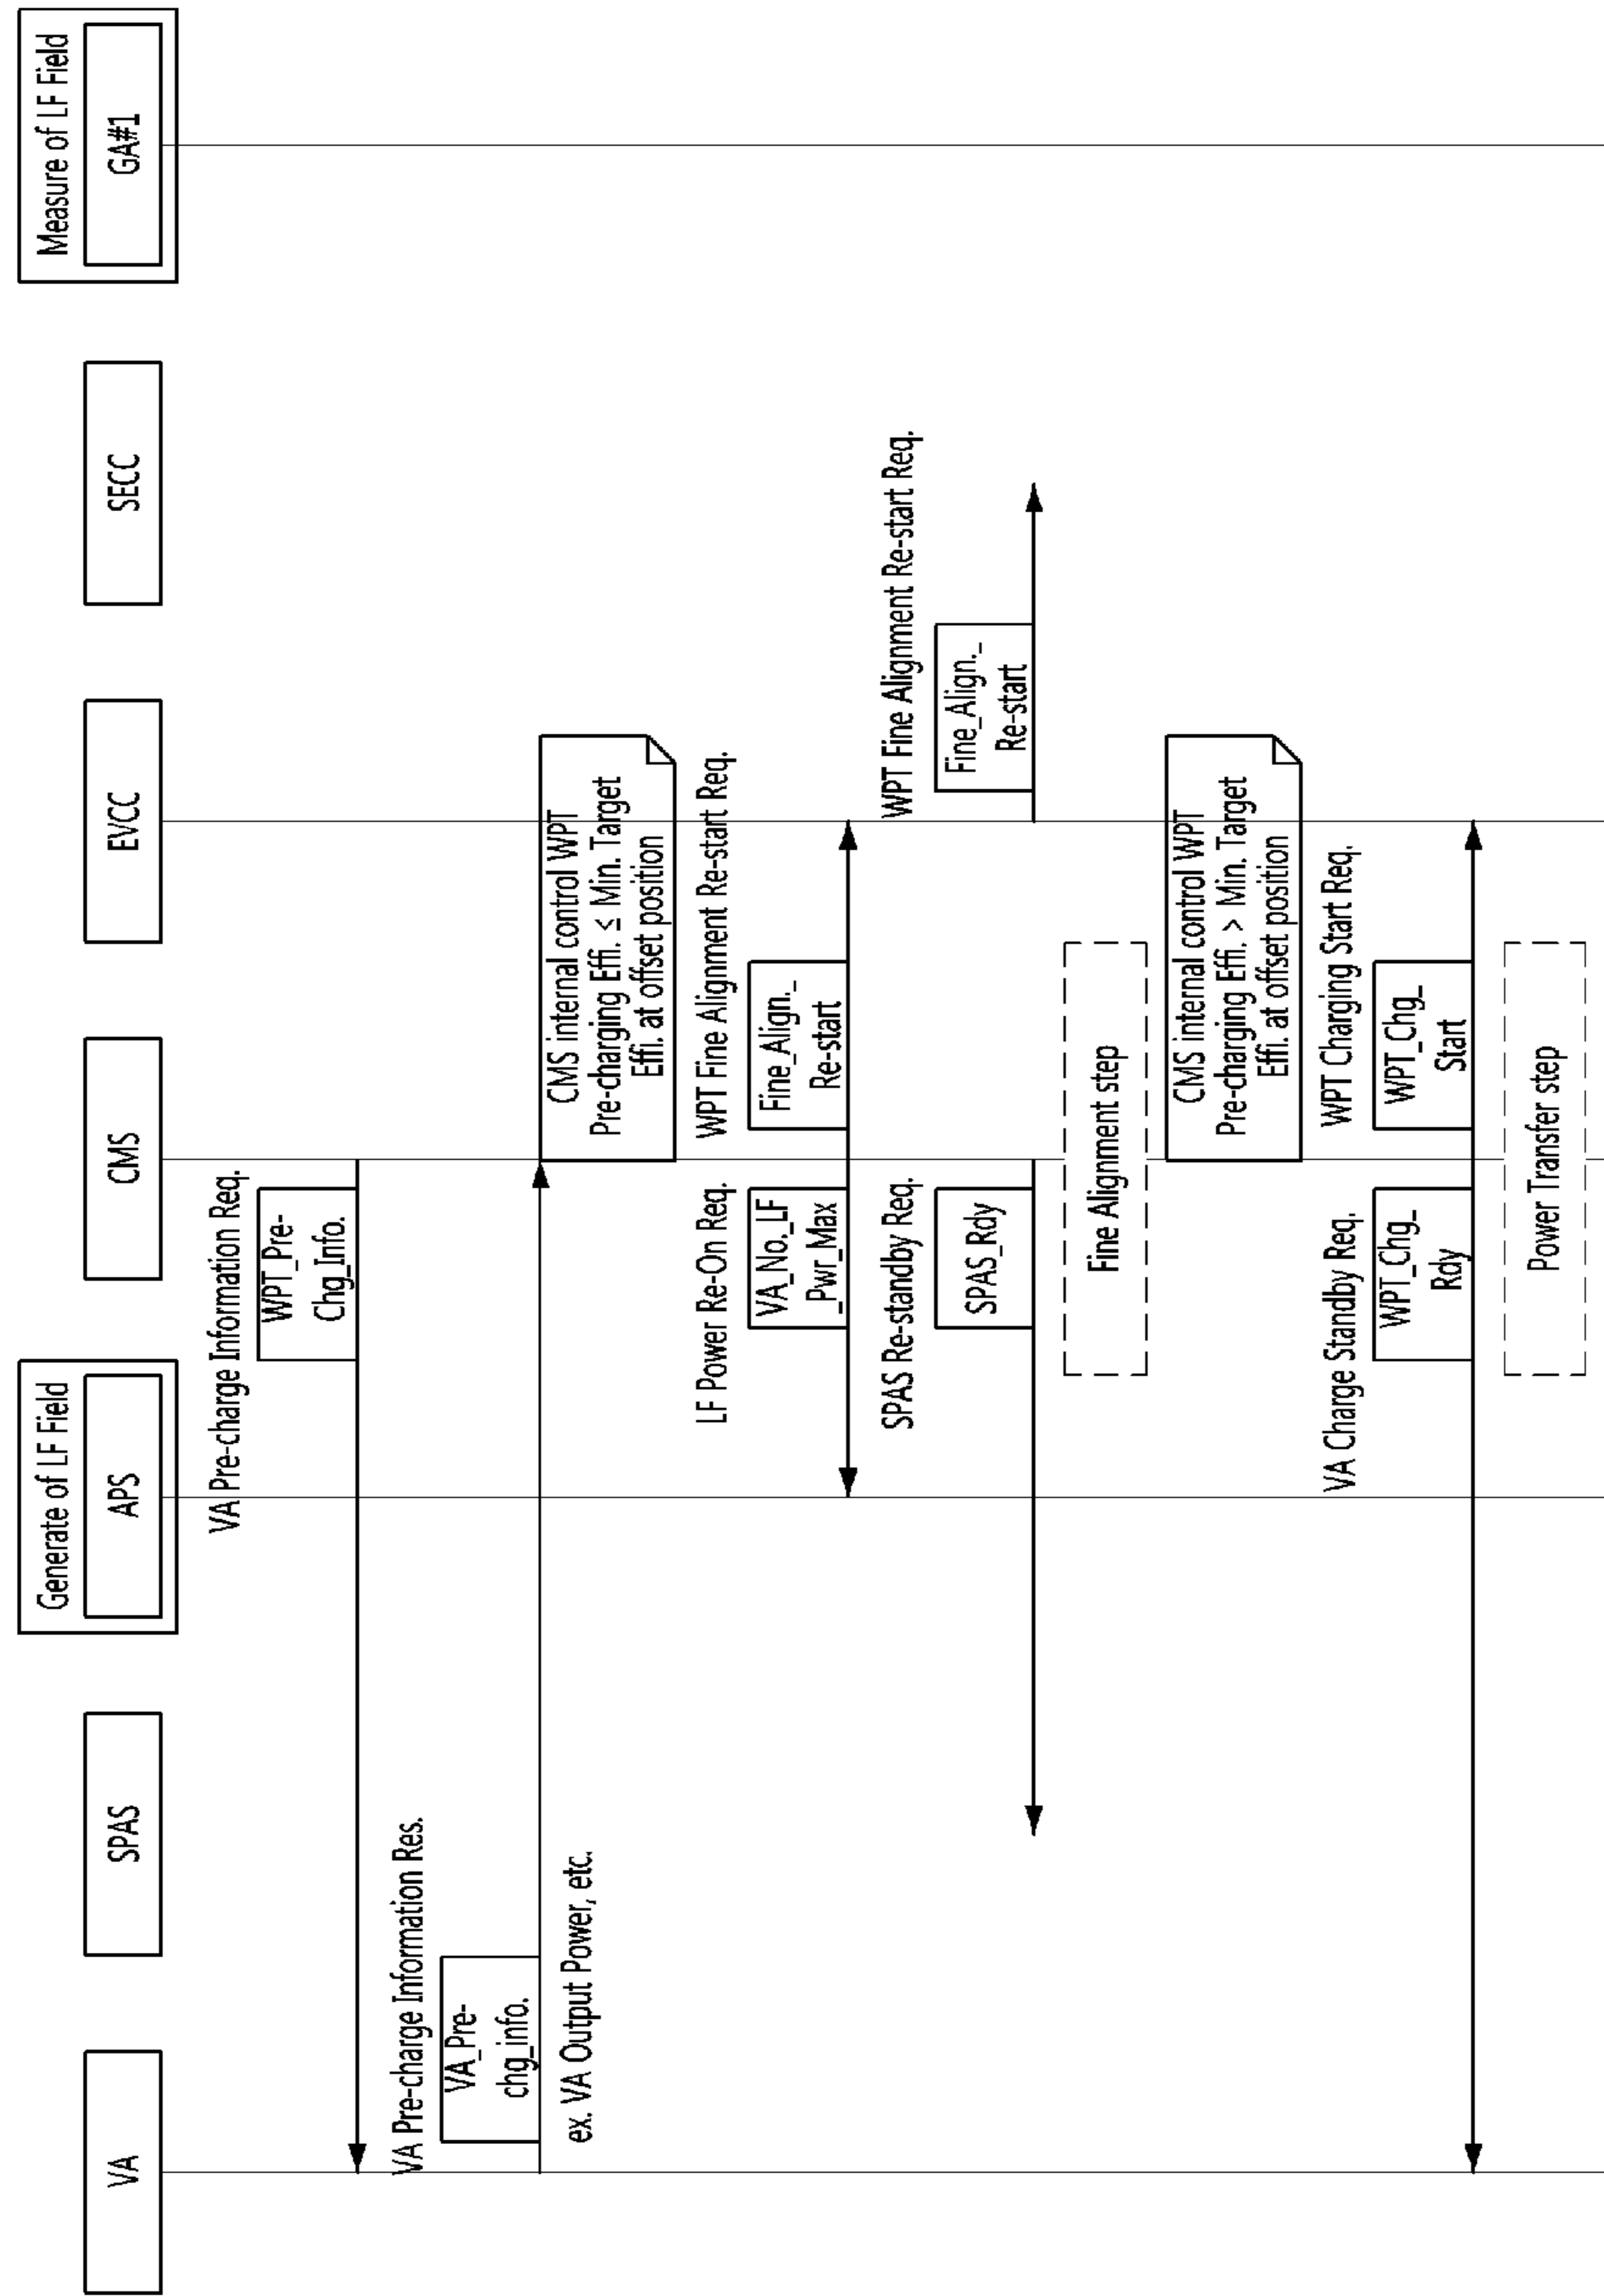 Generate of LF Field
Measure of LF Field
VA
SPAS
APS
CMS
EVCC
SECC
GA#1
VA Pre-charge Information Req.
WPT_Pre-
Chg_Info.
VA Pre-charge Information Res.
VA_Pre-
chg_info.
ex. VA Output Power, etc.
CMS internal control WPT
Pre-charging Effi. ≤ Min. Target
Effi. at offset position
LF Power Re-On Req.
VA_No._LF
_Pwr_Max
WPT Fine Alignment Re-start Req.
Fine_Align._
Re-start
SPAS Re-standby Req.
SPAS_Rdy
WPT Fine Alignment Re-start Req.
Fine_Align._
Re-start
Fine Alignment step
CMS internal control WPT
Pre-charging Effi. > Min. Target
Effi. at offset position
VA Charge Standby Req.
WPT_Chg_
Rdy
WPT Charging Start Req.
WPT_Chg_
Start
Power Transfer step